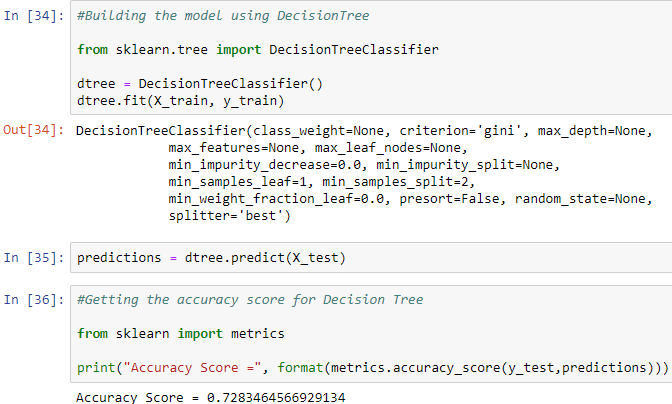 In [34]: #Building the model using DecisionTree
from sklearn.tree import DecisionTreeClassifier
dtree = DecisionTreeClassifier()
dtree.fit(X_train, y_train)
Out[34]: DecisionTreeClassifier(class_weight=None, criterion='gini', max_depth=None,
max_features=None, max_leaf_nodes=None,
min_impurity_decrease=0.0, min_impurity_split=None,
min_samples_leaf=1, min_samples_split=2,
min_weight_fraction_leaf=0.0, presort=False, random_state=None,
splitter='best')
In [35]: predictions = dtree.predict(X_test)
In [36]: #Getting the accuracy score for Decision Tree
from sklearn import metrics
print("Accuracy Score =", format(metrics.accuracy_score(y_test,predictions)))
Accuracy Score = 0.7283464566929134